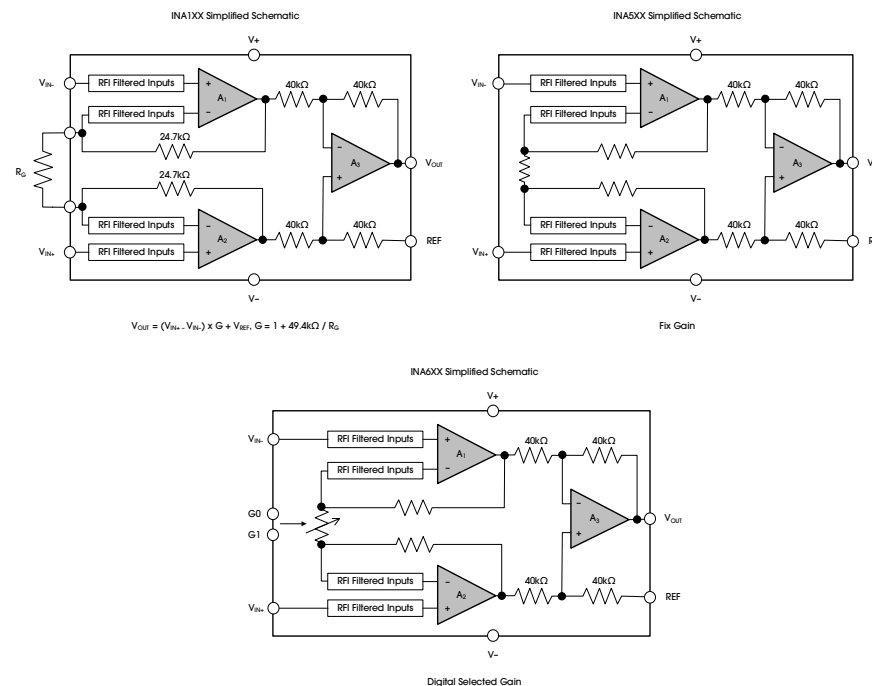 INA1XX Simplified Schematic
V+
VIN-
RFI Filtered Inputs
+
A1
−
40kΩ
40kΩ
RFI Filtered Inputs
24.7kΩ
RG
−
A3
+
VOUT
24.7kΩ
RFI Filtered Inputs
−
A2
+
40kΩ
40kΩ
VIN+
RFI Filtered Inputs
REF
V−
VOUT = (VIN+ - VIN-) x G + VREF, G = 1 + 49.4kΩ / RG
INA5XX Simplified Schematic
V+
VIN-
RFI Filtered Inputs
+
A1
−
40kΩ
40kΩ
RFI Filtered Inputs
−
A3
+
V
RFI Filtered Inputs
−
A2
+
40kΩ
40kΩ
VIN+
RFI Filtered Inputs
R
V−
Fix Gain
INA6XX Simplified Schematic
V+
VIN-
RFI Filtered Inputs
+
A1
−
40kΩ
40kΩ
RFI Filtered Inputs
G0
G1
−
A3
+
VOUT
RFI Filtered Inputs
−
A2
+
40kΩ
40kΩ
VIN+
RFI Filtered Inputs
REF
V−
Digital Selected Gain